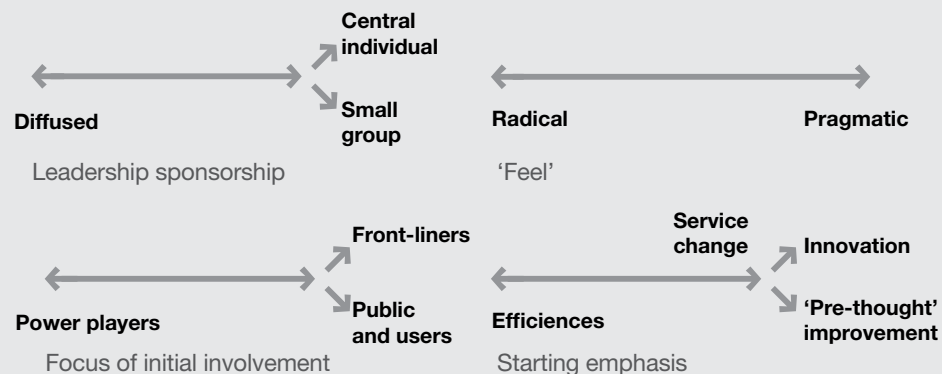 Central
individual
Small
group
Diffused
Leadership sponsorship
Radical
Pragmatic
‘Feel’
Front-liners
Public
and users
Power players
Focus of initial involvement
Service
change
Innovation
‘Pre-thought’
improvement
Efficiences
Starting emphasis